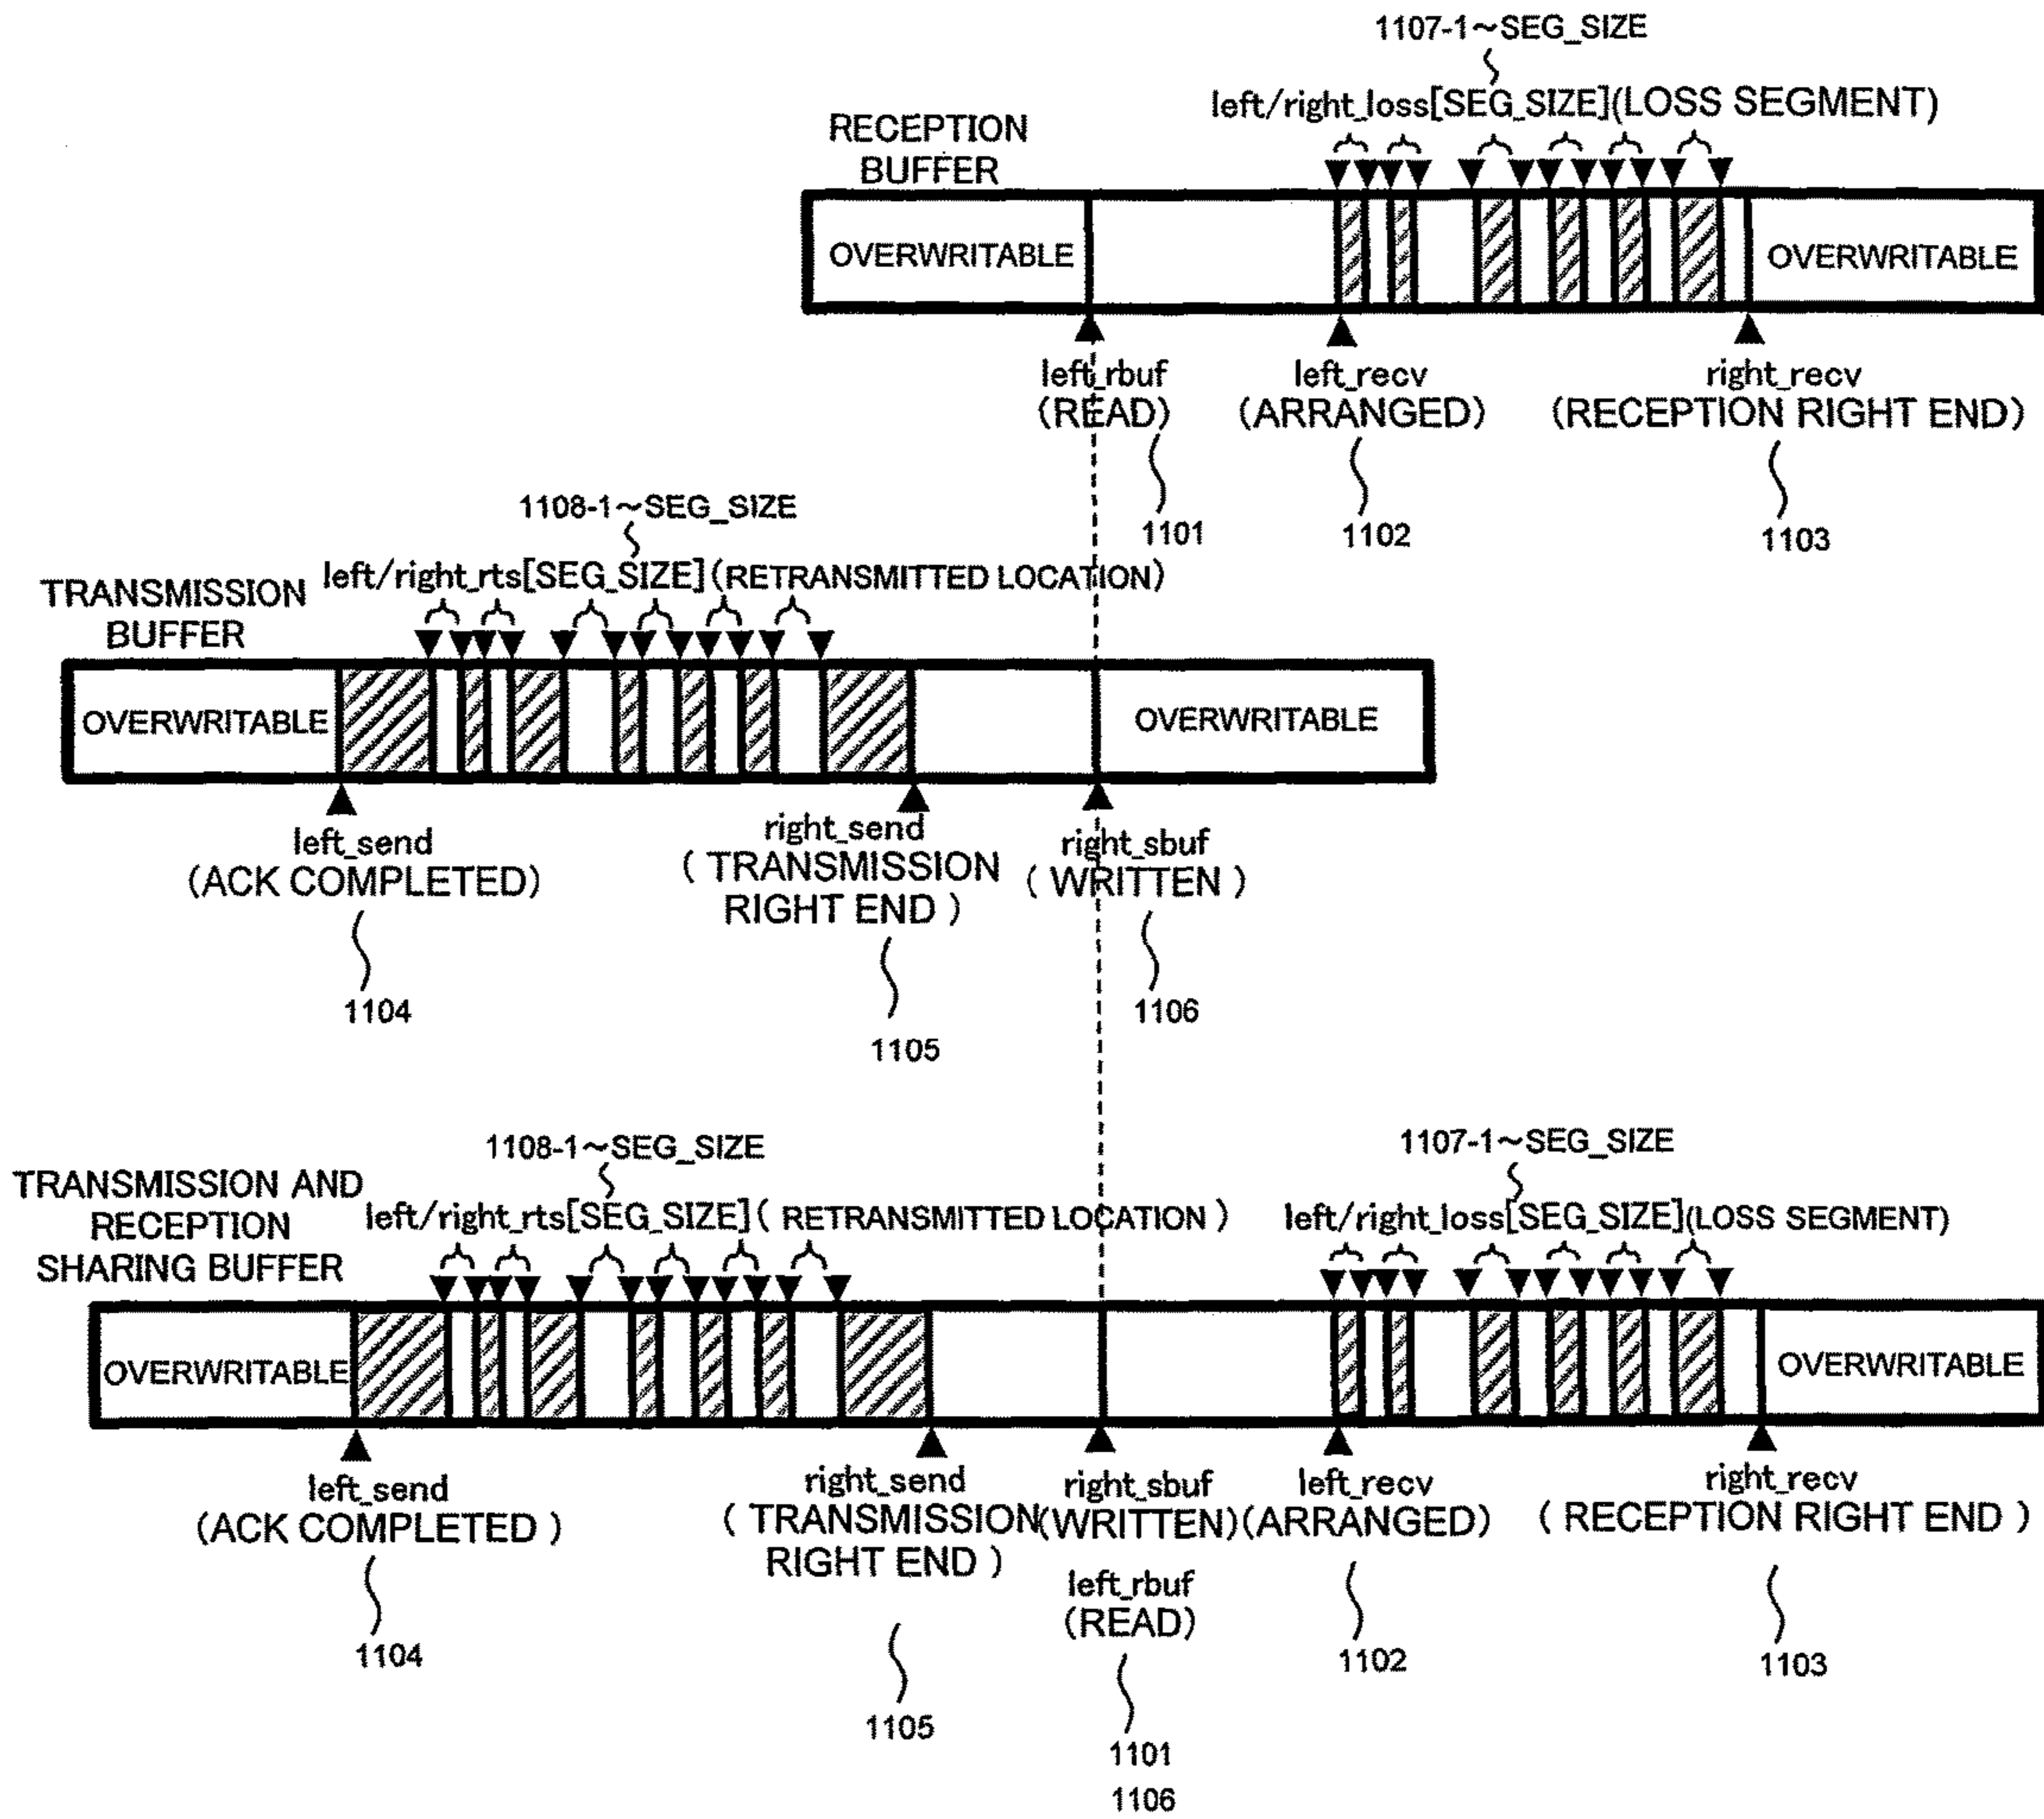 1107-1~SEG_SIZE
left/right_loss[SEG_SIZE](LOSS SEGMENT)
RECEPTION
BUFFER
OVERWRITABLE
OVERWRITABLE
left_rbuf
(READ)
left_recv
(ARRANGED)
right_recv
(RECEPTION RIGHT END)
1101
1102
1103
1108-1~SEG_SIZE
left/right_rts[SEG_SIZE](RETRANSMITTED LOCATION)
TRANSMISSION
BUFFER
OVERWRITABLE
OVERWRITABLE
left_send
(ACK COMPLETED)
right_send
( TRANSMISSION
RIGHT END )
right_sbuf
( WRITTEN )
1104
1105
1106
1108-1~SEG_SIZE
1107-1~SEG_SIZE
TRANSMISSION AND
RECEPTION
SHARING BUFFER
left/right_rts[SEG_SIZE]( RETRANSMITTED LOCATION )
left/right_loss[SEG_SIZE](LOSS SEGMENT)
OVERWRITABLE
OVERWRITABLE
left_send
(ACK COMPLETED )
right_send
( TRANSMISSION
RIGHT END )
right_sbuf
(WRITTEN)
left_rbuf
(READ)
left_recv
(ARRANGED)
right_recv
( RECEPTION RIGHT END )
1104
1105
1101
1106
1102
1103